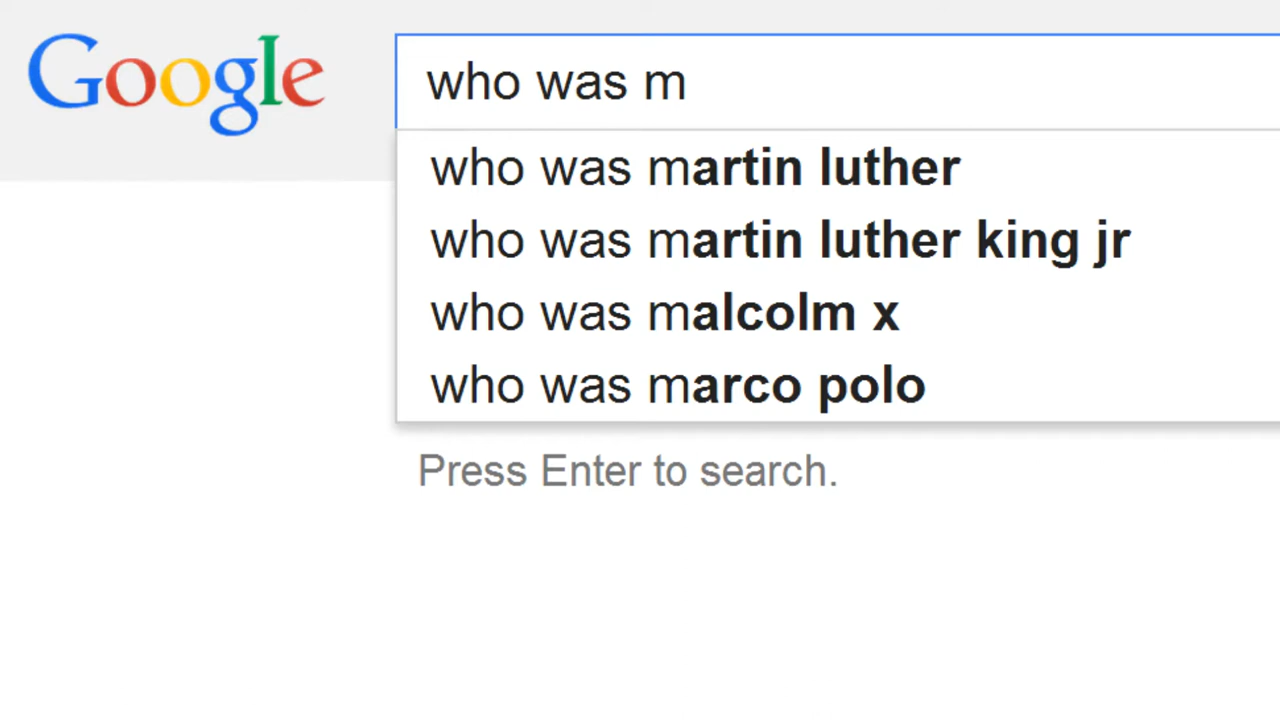 Google
who was m
who was martin luther
who was martin luther king jr
who was malcolm x
who was marco polo
Press Enter to search.